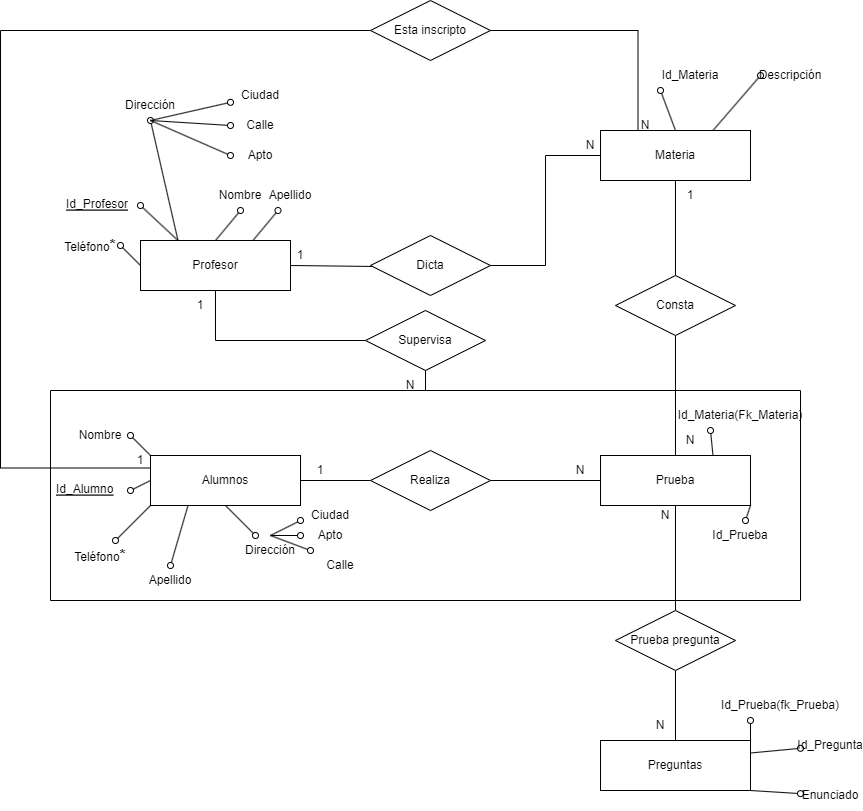 Esta inscripto
Id_Materia
Descripción
Ciudad
Dirección
Calle
N
N
Materia
Apto
1
Nombre
Apellido
Id_Profesor
Teléfono*
Profesor
1
Dicta
1
Consta
Supervisa
N
Id_Materia(Fk_Materia)
Nombre
N
1
Alumnos
1
Realiza
N
Prueba
Id_Alumno
Ciudad
N
Id_Prueba
Apto
Dirección
Teléfono*
Calle
Apellido
Prueba pregunta
Id_Prueba(fk_Prueba)
N
Id_Pregunta
Preguntas
Enunciado